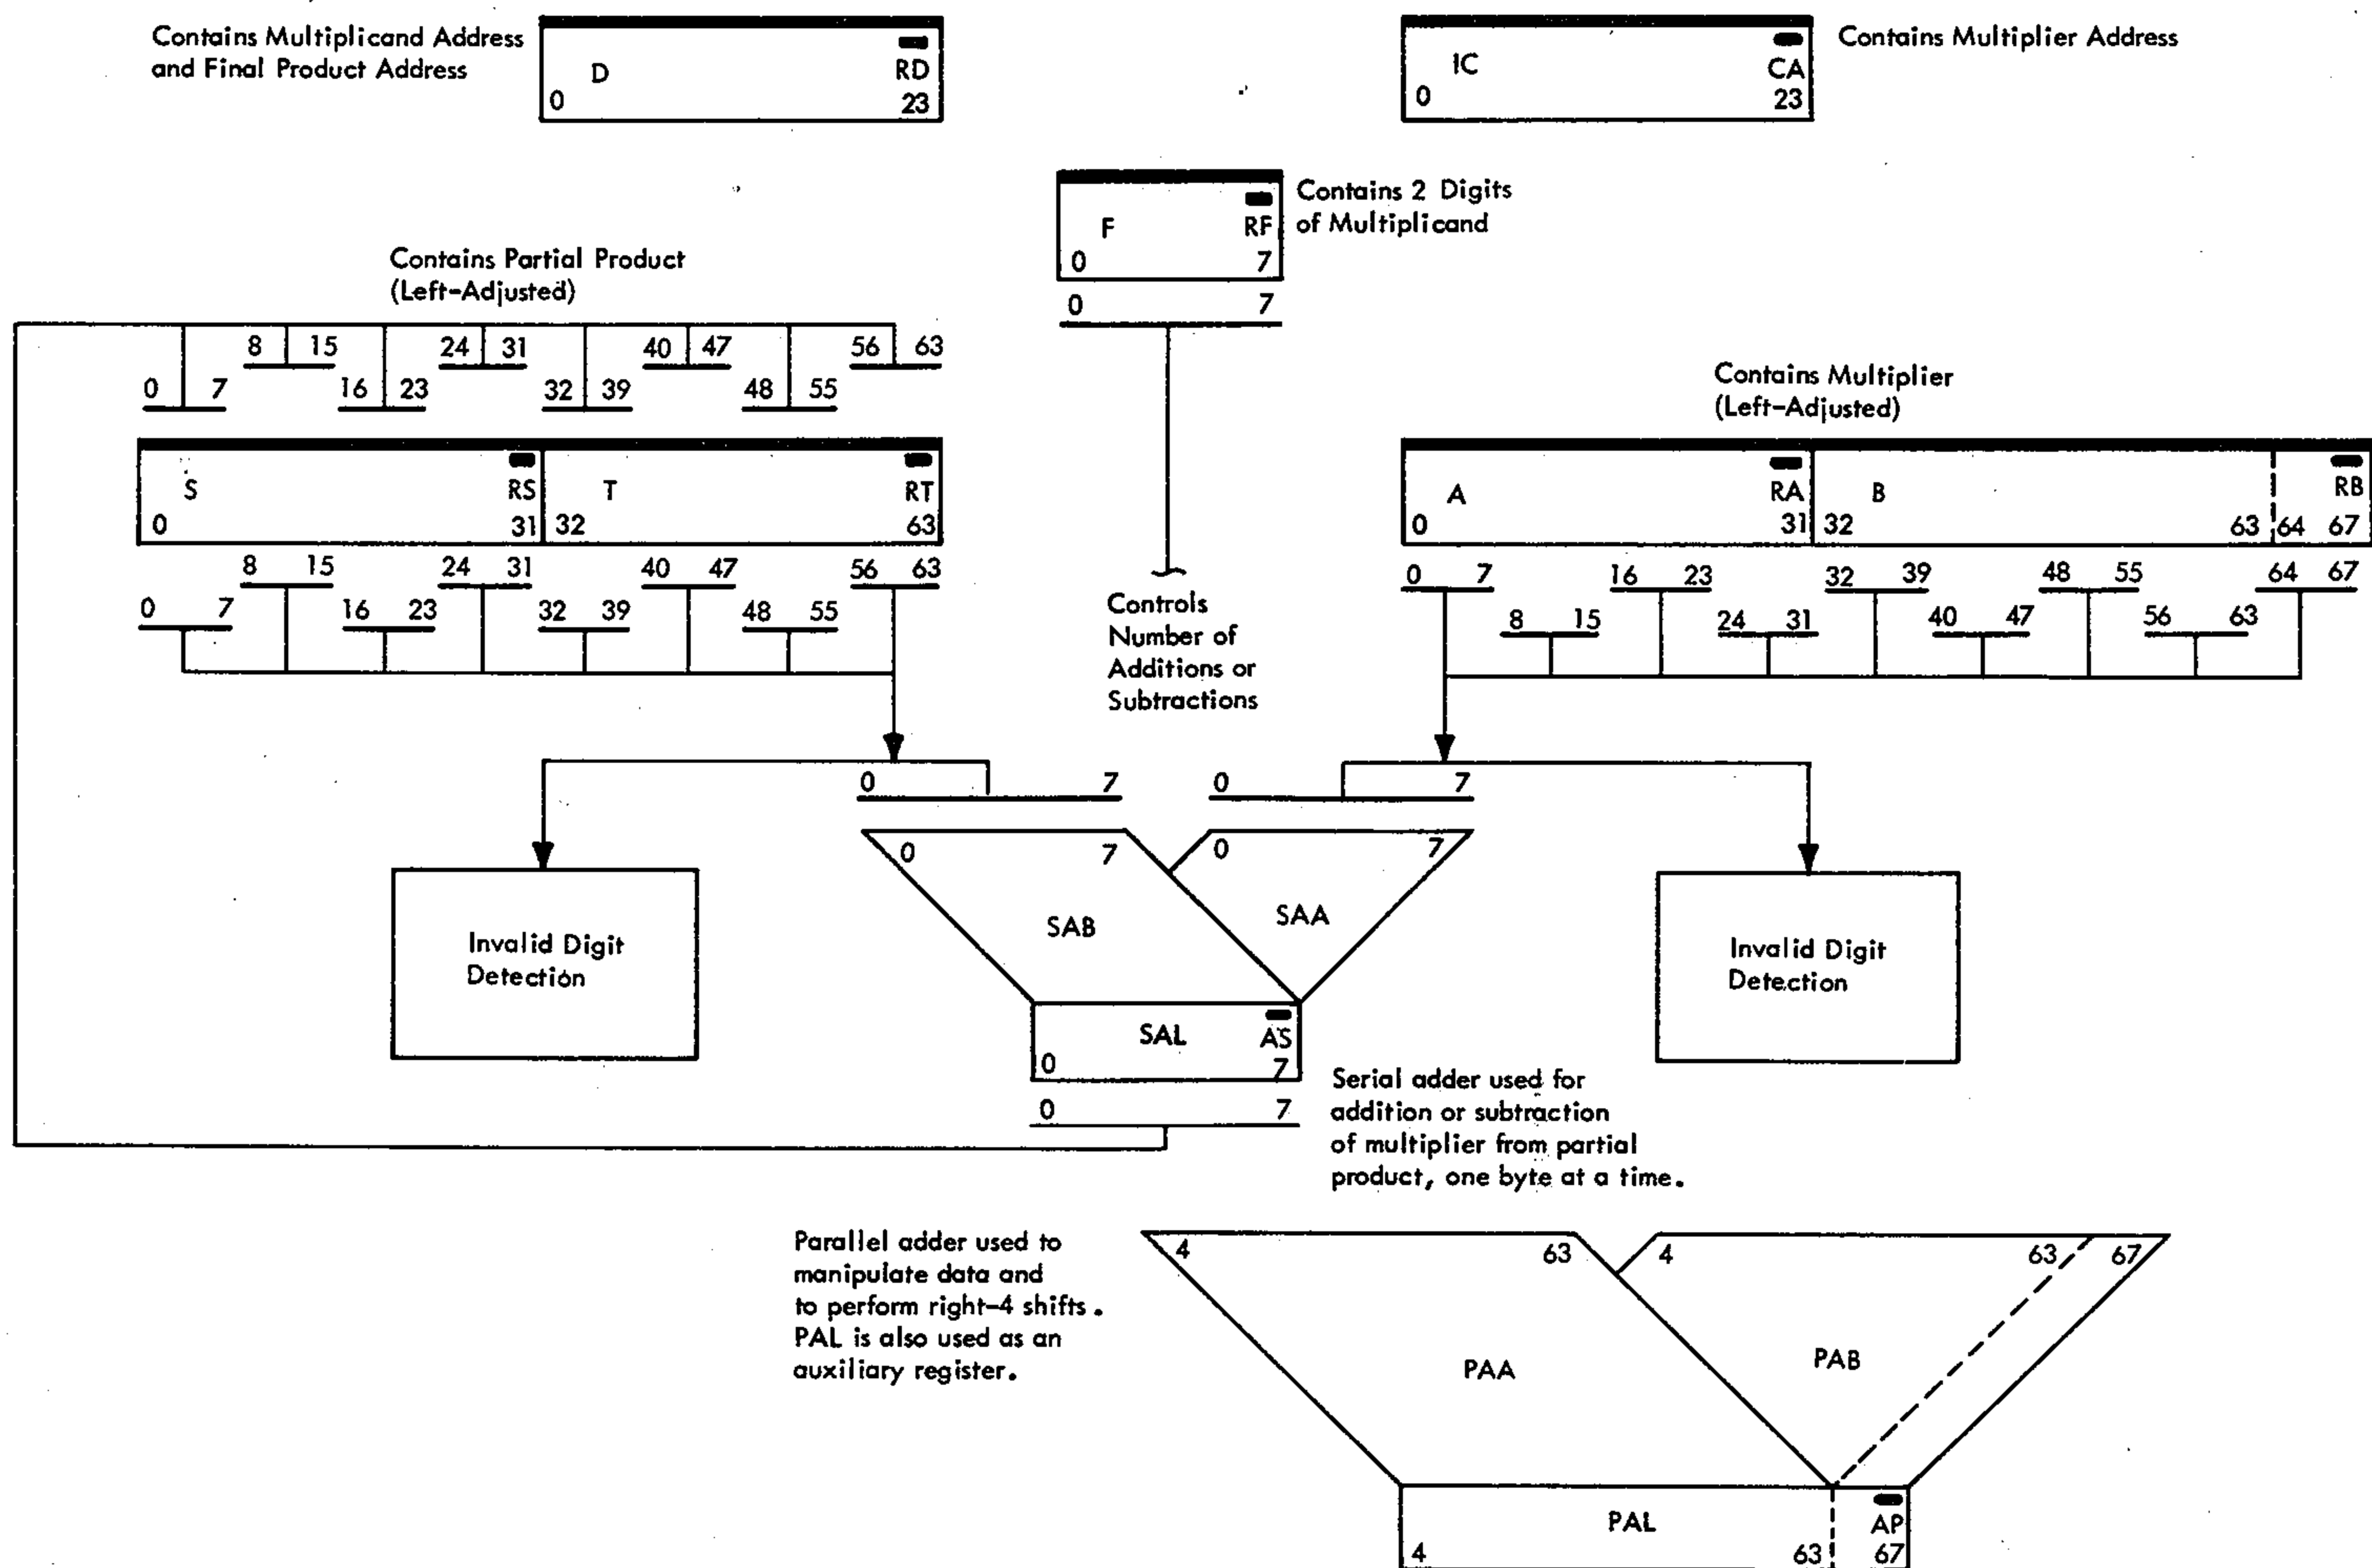 Contains Multiplicand Address
and Final Product Address
D
RD
0
23
IC
CA
0
23
Contains Multiplier Address
F
RF
0
7
Contains 2 Digits
of Multiplicand
0
7
Contains Partial Product
(Left-Adjusted)
8 15
24 31
40 47
56 63
0 7
16 23
32 39
48 55
S
RS
T
RT
0
31
32
63
8 15
24 31
40 47
56 63
0 7
16 23
32 39
48 55
Controls
Number of
Additions or
Subtractions
Contains Multiplier
(Left-Adjusted)
A
RA
B
RB
0
31
32
63
64 67
0 7
16 23
32 39
48 55
64 67
8 15
24 31
40 47
56 63
0 7
0 7
0 7
0 7
SAB
SAA
Invalid Digit
Detection
Invalid Digit
Detection
SAL
AS
0
7
0 7
Serial adder used for
addition or subtraction
of multiplier from partial
product, one byte at a time.
Parallel adder used to
manipulate data and
to perform right-4 shifts.
PAL is also used as an
auxiliary register.
4 63
4 63 67
PAA
PAB
PAL
AP
4
63
67